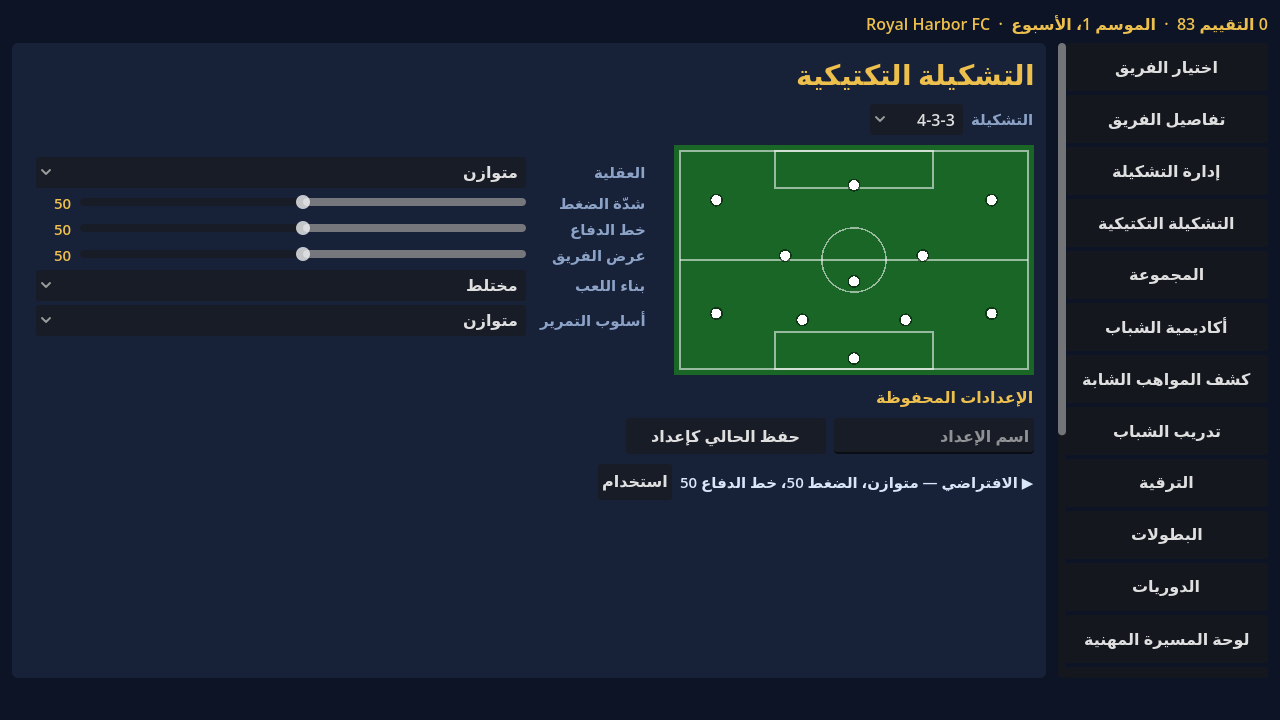 0 التقييم 83 · الموسم 1، الأسبوع · Royal Harbor FC
اختيار الفريق
تفاصيل الفريق
إدارة التشكيلة
التشكيلة التكتيكية
المجموعة
أكاديمية الشباب
كشف المواهب الشابة
تدريب الشباب
الترقية
البطولات
الدوريات
لوحة المسيرة المهنية
التشكيلة التكتيكية
التشكيلة 4-3-3
العقلية متوازن
شدّة الضغط 50
خط الدفاع 50
عرض الفريق 50
بناء اللعب مختلط
أسلوب التمرير متوازن
الإعدادات المحفوظة
اسم الإعداد حفظ الحالي كإعداد
▶ الافتراضي — متوازن، الضغط 50، خط الدفاع 50 استخدام